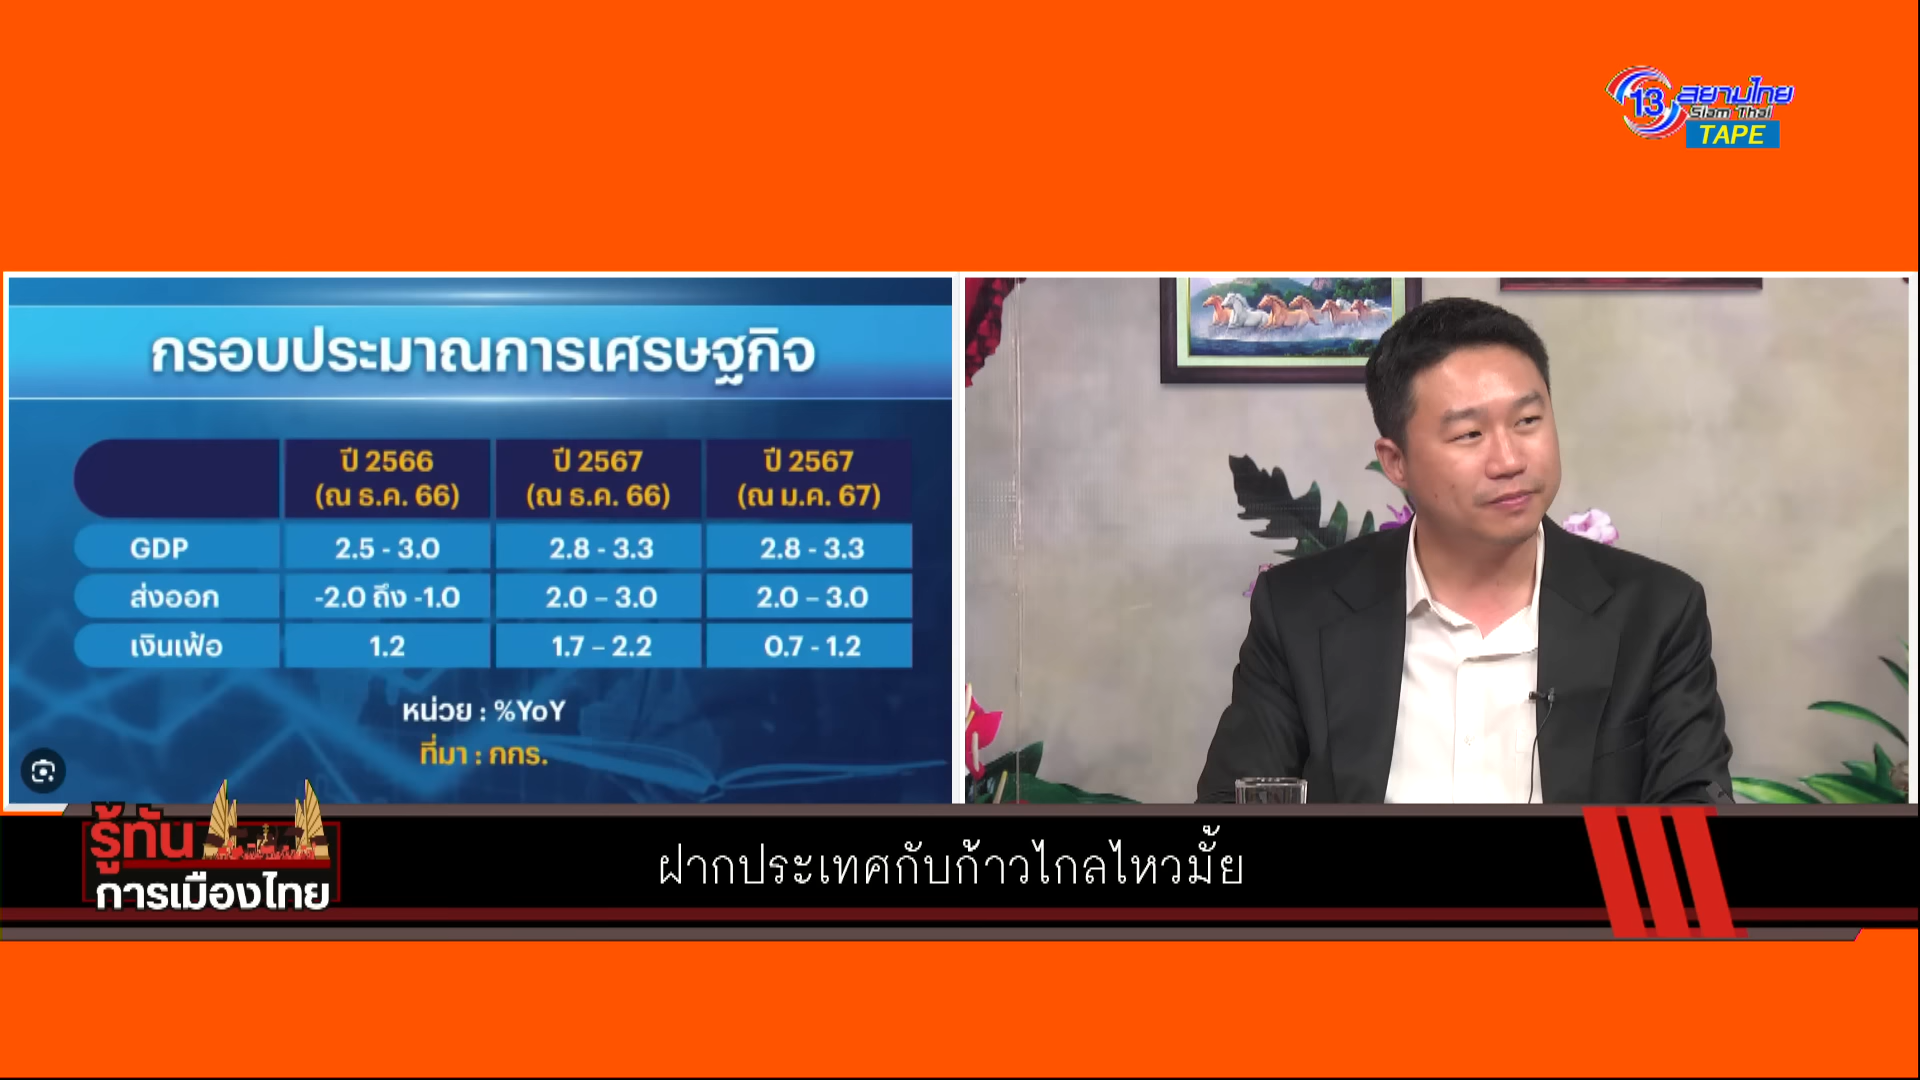 13 สยามไทย
Siam Thai
TAPE
กรอบประมาณการเศรษฐกิจ
ปี 2566 (ณ ธ.ค. 66) ปี 2567 (ณ ธ.ค. 66) ปี 2567 (ณ ม.ค. 67)
GDP 2.5 - 3.0 2.8 - 3.3 2.8 - 3.3
ส่งออก -2.0 ถึง -1.0 2.0 – 3.0 2.0 – 3.0
เงินเฟ้อ 1.2 1.7 – 2.2 0.7 - 1.2
หน่วย : %YoY
ที่มา : กกร.
รู้ทัน
การเมืองไทย
ฝากประเทศกับก้าวไกลไหวมั้ย